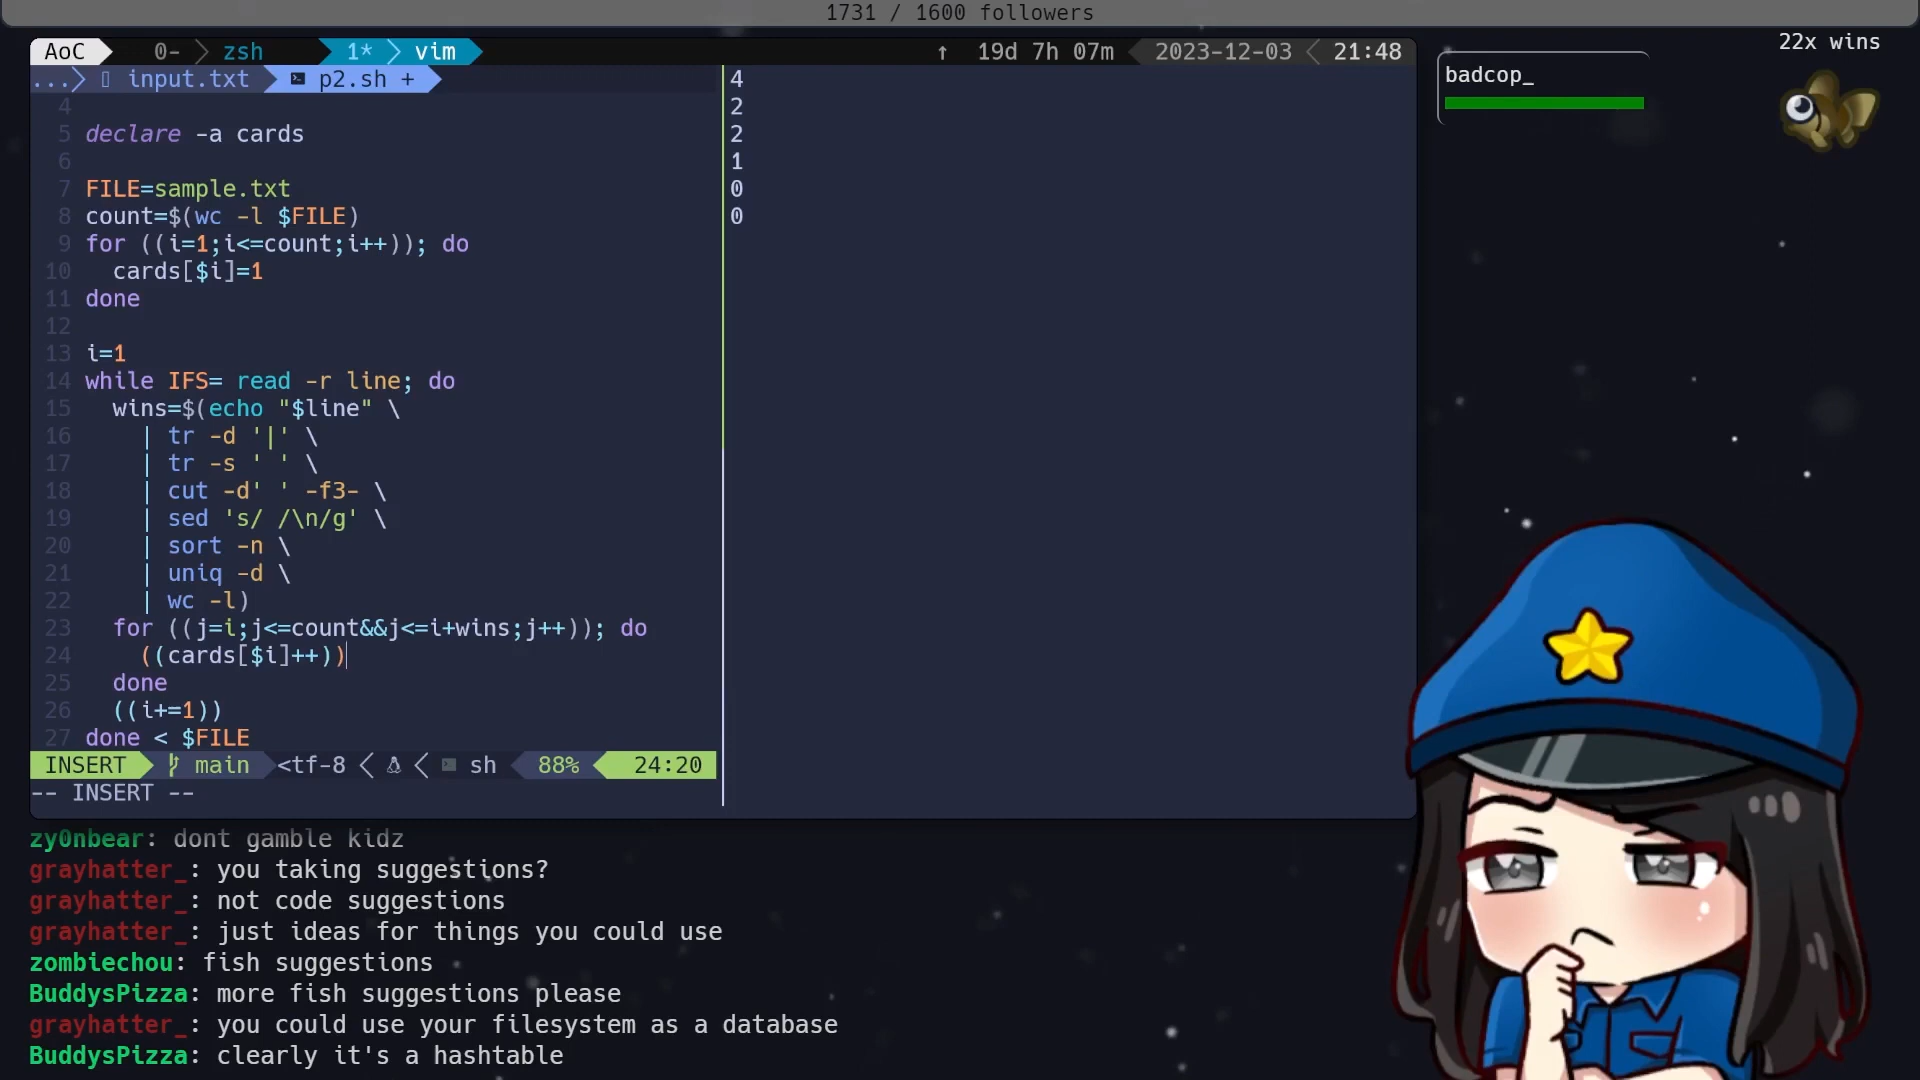 1731 / 1600 followers
AoC 0- zsh 1* vim ↑ 19d 7h 07m 2023-12-03 21:48
... input.txt p2.sh +
4
5 declare -a cards
6
7 FILE=sample.txt
8 count=$(wc -l $FILE)
9 for ((i=1;i<=count;i++)); do
10 cards[$i]=1
11 done
12
13 i=1
14 while IFS= read -r line; do
15 wins=$(echo "$line" \
16 | tr -d '|' \
17 | tr -s ' ' \
18 | cut -d' ' -f3- \
19 | sed 's/ /\n/g' \
20 | sort -n \
21 | uniq -d \
22 | wc -l)
23 for ((j=i;j<=count&&j<=i+wins;j++)); do
24 ((cards[$i]++))
25 done
26 ((i+=1))
27 done < $FILE
INSERT main <tf-8 sh 88% 24:20
-- INSERT --
4
2
2
1
0
0
badcop_
22x wins
zy0nbear: dont gamble kidz
grayhatter_: you taking suggestions?
grayhatter_: not code suggestions
grayhatter_: just ideas for things you could use
zombiechou: fish suggestions
BuddysPizza: more fish suggestions please
grayhatter_: you could use your filesystem as a database
BuddysPizza: clearly it's a hashtable